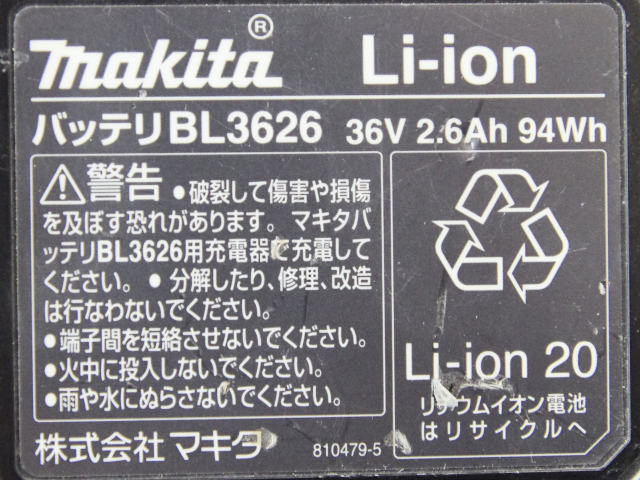 makita® Li-ion
バッテリBL3626 36V 2.6Ah 94Wh
⚠警告 ●破裂して傷害や損傷
を及ぼす恐れがあります。マキタバ
ッテリBL3626用充電器で充電して
ください。● 分解したり、修理、改造
は行なわないでください。
●端子間を短絡させないでください。
●火中に投入しないでください。
●雨や水にぬらさないでください。
株式会社 マキタ 810479-5
Li-ion 20
リチウムイオン電池
はリサイクルへ